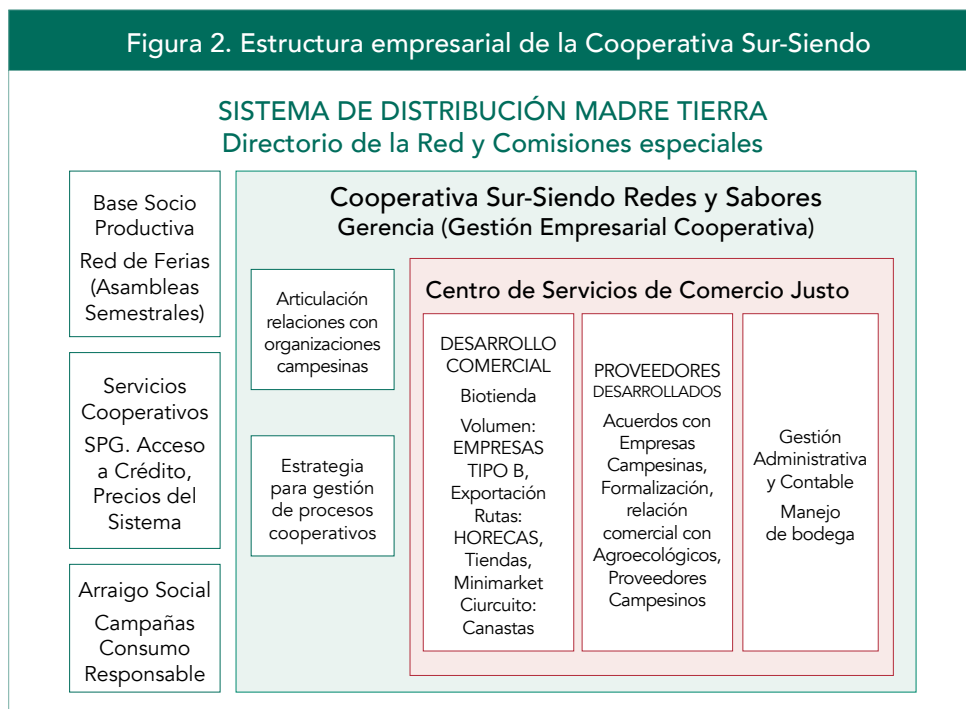 Figura 2. Estructura empresarial de la Cooperativa Sur-Siendo
SISTEMA DE DISTRIBUCIÓN MADRE TIERRA
Directorio de la Red y Comisiones especiales
Base Socio
Productiva
Red de Ferias
(Asambleas
Semestrales)
Servicios
Cooperativos
SPG. Acceso
a Crédito,
Precios del
Sistema
Arraigo Social
Campañas
Consumo
Responsable
Cooperativa Sur-Siendo Redes y Sabores
Gerencia (Gestión Empresarial Cooperativa)
Articulación
relaciones con
organizaciones
campesinas
Estrategia
para gestión
de procesos
cooperativos
Centro de Servicios de Comercio Justo
DESARROLLO
COMERCIAL
Biotienda
Volumen:
EMPRESAS
TIPO B,
Exportación
Rutas:
HORECAS,
Tiendas,
Minimarket
Ciurcuito:
Canastas
PROVEEDORES
DESARROLLADOS
Acuerdos con
Empresas
Campesinas,
Formalización,
relación
comercial con
Agroecológicos,
Proveedores
Campesinos
Gestión
Administrativa
y Contable
Manejo
de bodega